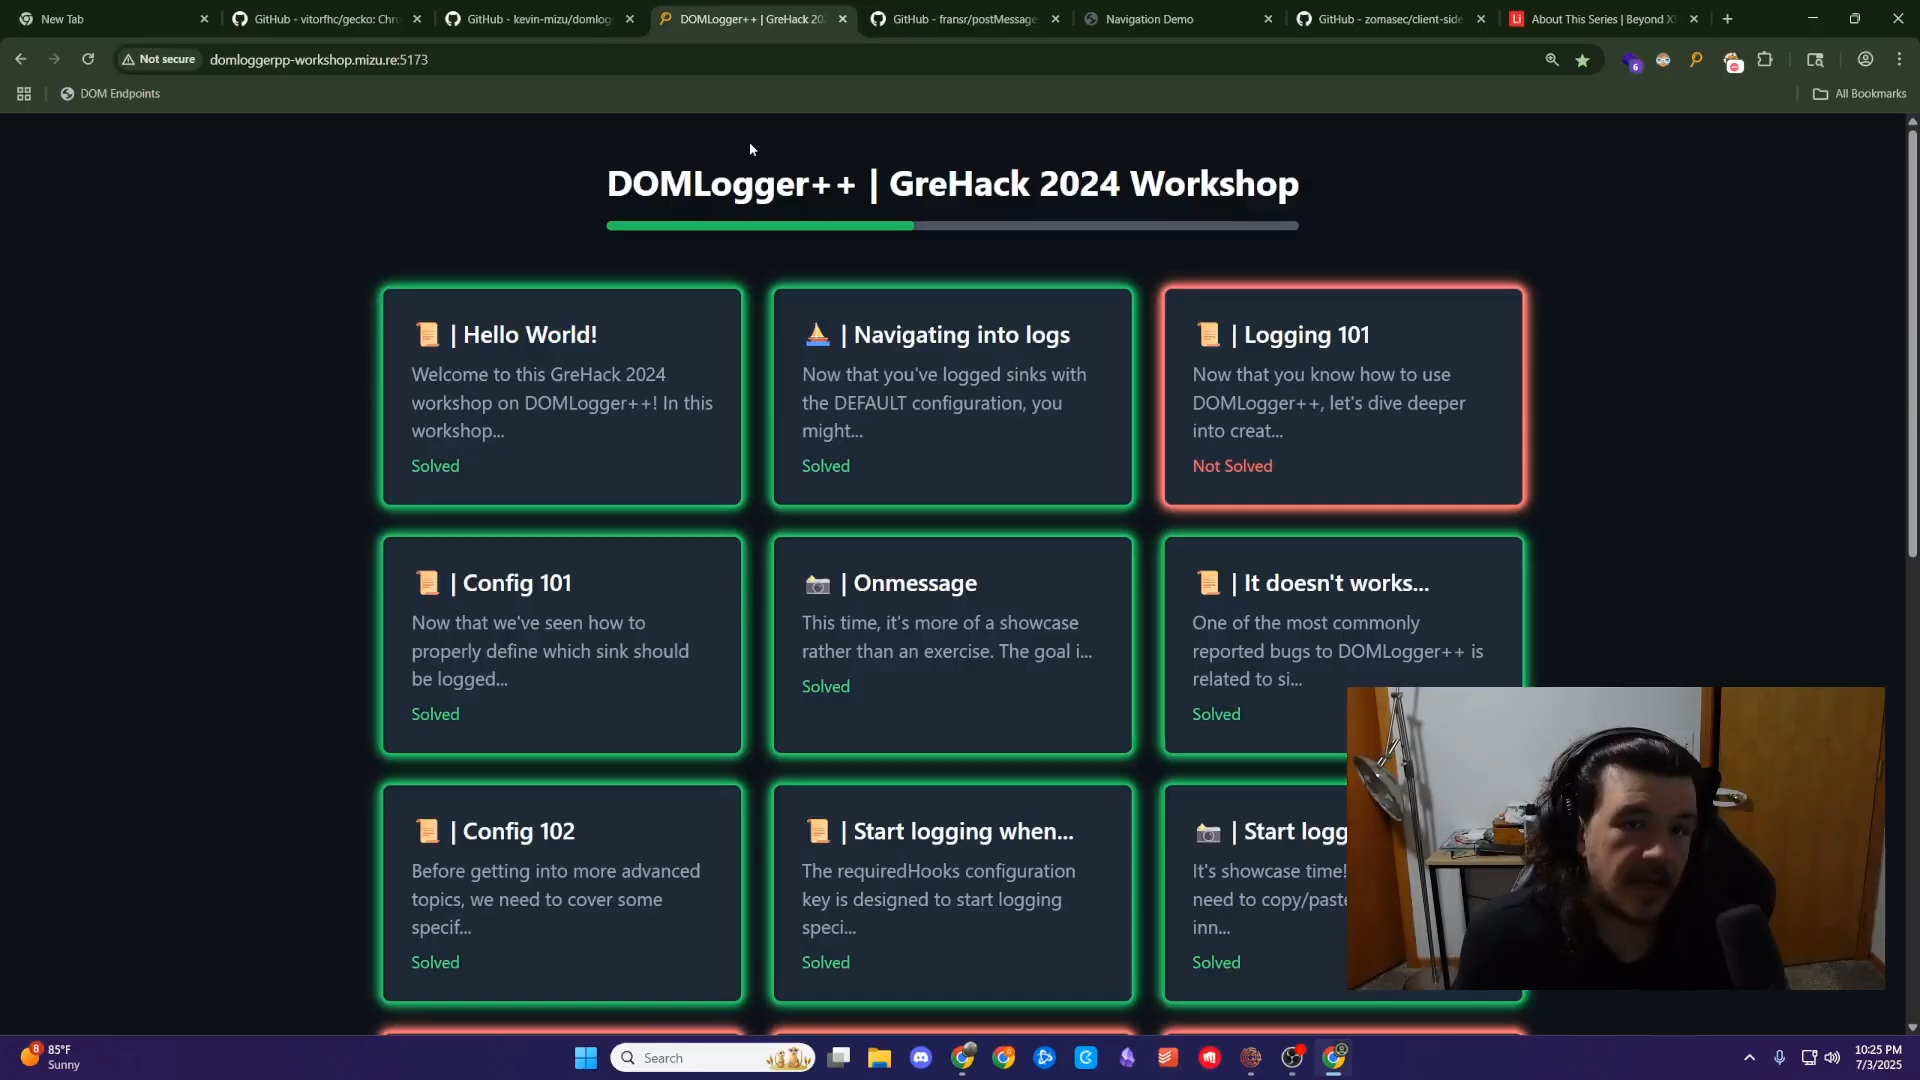 New Tab
GitHub - vitorfhc/gecko: Chro
GitHub - kevin-mizu/domlog
DOMLogger++ | GreHack 20
GitHub - fransr/postMessage
Navigation Demo
GitHub - zomasec/client-side
Li
About This Series | Beyond XS
Not secure
domloggerpp-workshop.mizu.re:5173
6
DOM Endpoints
All Bookmarks
DOMLogger++ | GreHack 2024 Workshop
📜 | Hello World!
Welcome to this GreHack 2024
workshop on DOMLogger++! In this
workshop...
Solved
⛵ | Navigating into logs
Now that you've logged sinks with
the DEFAULT configuration, you
might...
Solved
📜 | Logging 101
Now that you know how to use
DOMLogger++, let's dive deeper
into creat...
Not Solved
📜 | Config 101
Now that we've seen how to
properly define which sink should
be logged...
Solved
📸 | Onmessage
This time, it's more of a showcase
rather than an exercise. The goal i...
Solved
📜 | It doesn't works...
One of the most commonly
reported bugs to DOMLogger++ is
related to si...
Solved
📜 | Config 102
Before getting into more advanced
topics, we need to cover some
specif...
Solved
📜 | Start logging when...
The requiredHooks configuration
key is designed to start logging
speci...
Solved
📸 | Start logg
It's showcase time!
need to copy/paste
inn...
Solved
8
85°F
Sunny
Search
10:25 PM
7/3/2025